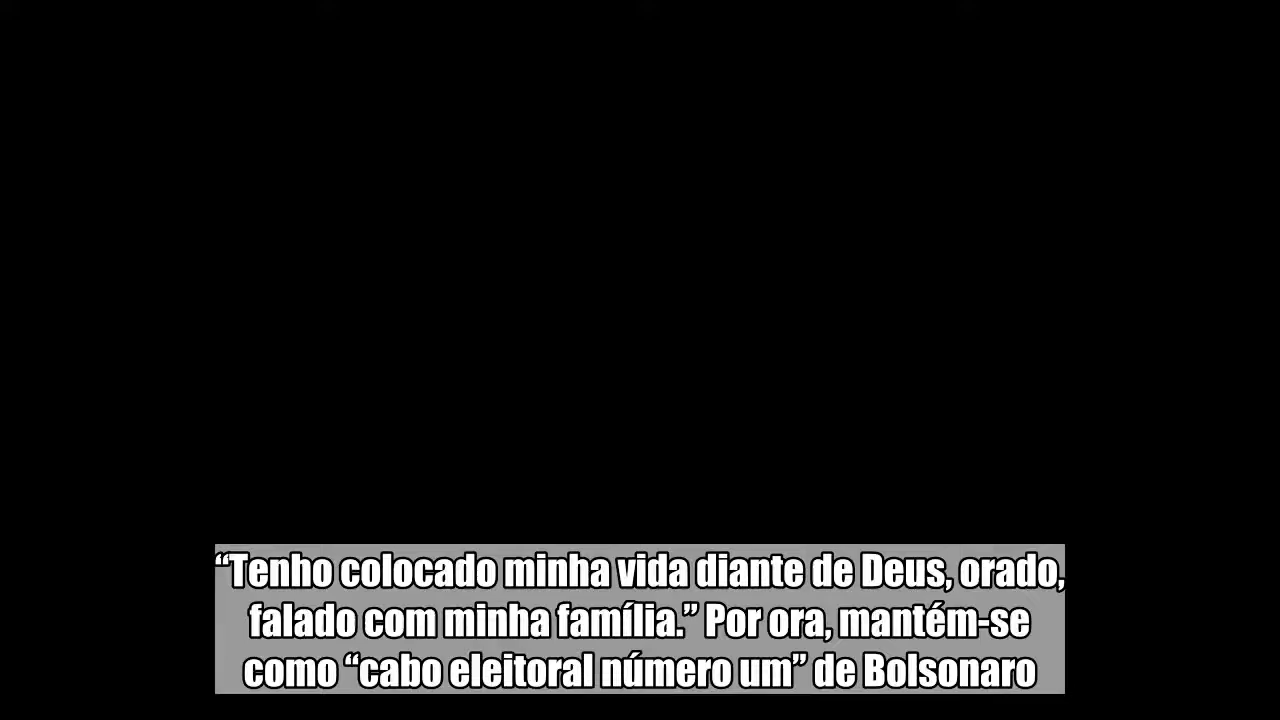 “Tenho colocado minha vida diante de Deus, orado,
falado com minha família.” Por ora, mantém-se
como “cabo eleitoral número um” de Bolsonaro